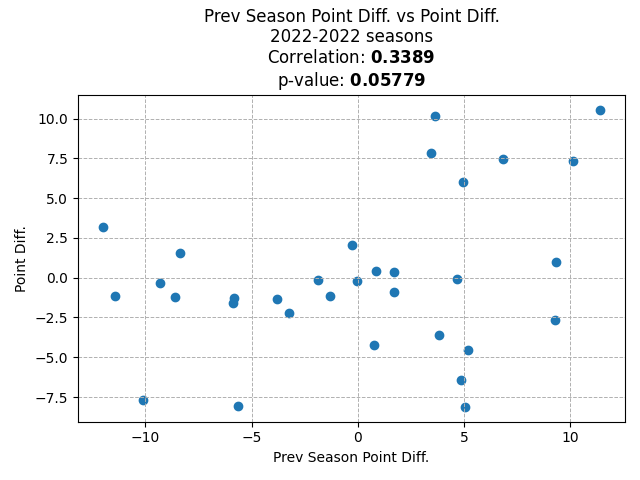 Prev Season Point Diff. vs Point Diff.
2022-2022 seasons
Correlation: 0.3389
p-value: 0.05779
10.0
7.5
5.0
2.5
0.0
−2.5
−5.0
−7.5
Point Diff.
−10 −5 0 5 10
Prev Season Point Diff.